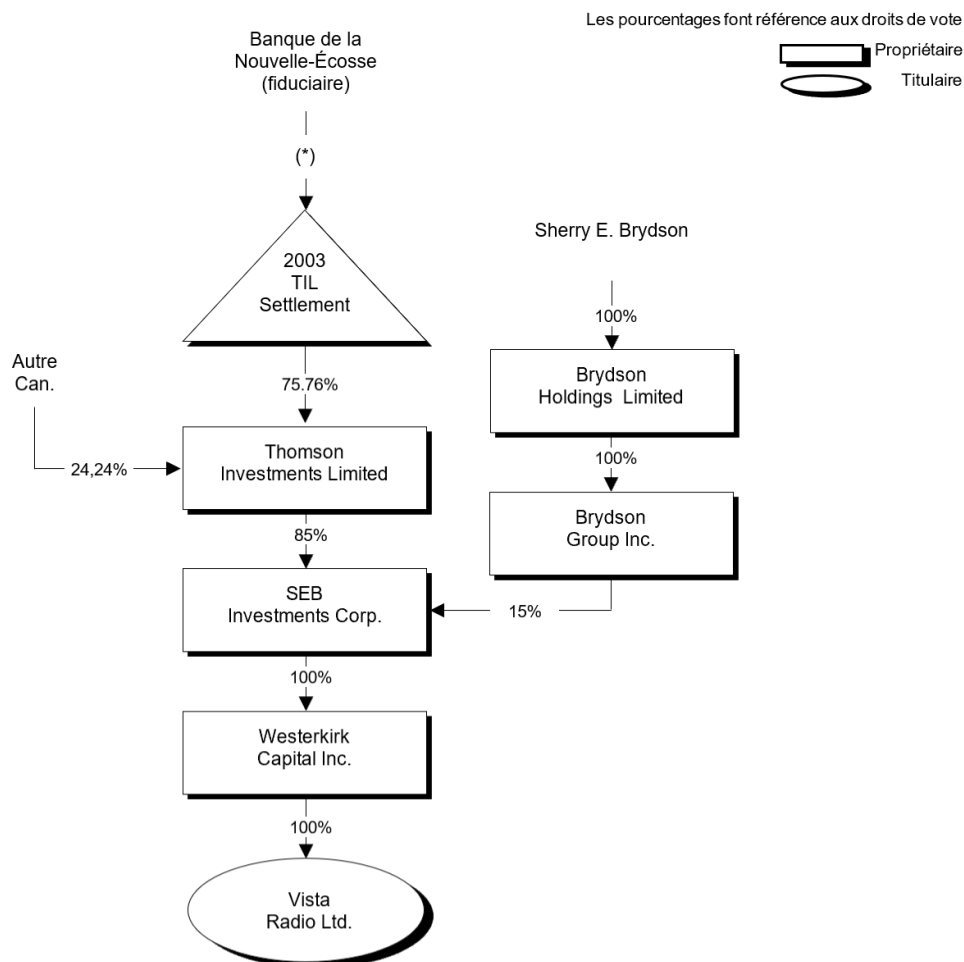 Les pourcentages font référence aux droits de vote
Propriétaire
Titulaire
Banque de la
Nouvelle-Écosse
(fiduciaire)
(*)
2003
TIL
Settlement
Sherry E. Brydson
100%
Autre
Can.
75.76%
Brydson
Holdings Limited
24,24%
Thomson
Investments Limited
100%
Brydson
Group Inc.
85%
SEB
Investments Corp.
15%
100%
Westerkirk
Capital Inc.
100%
Vista
Radio Ltd.